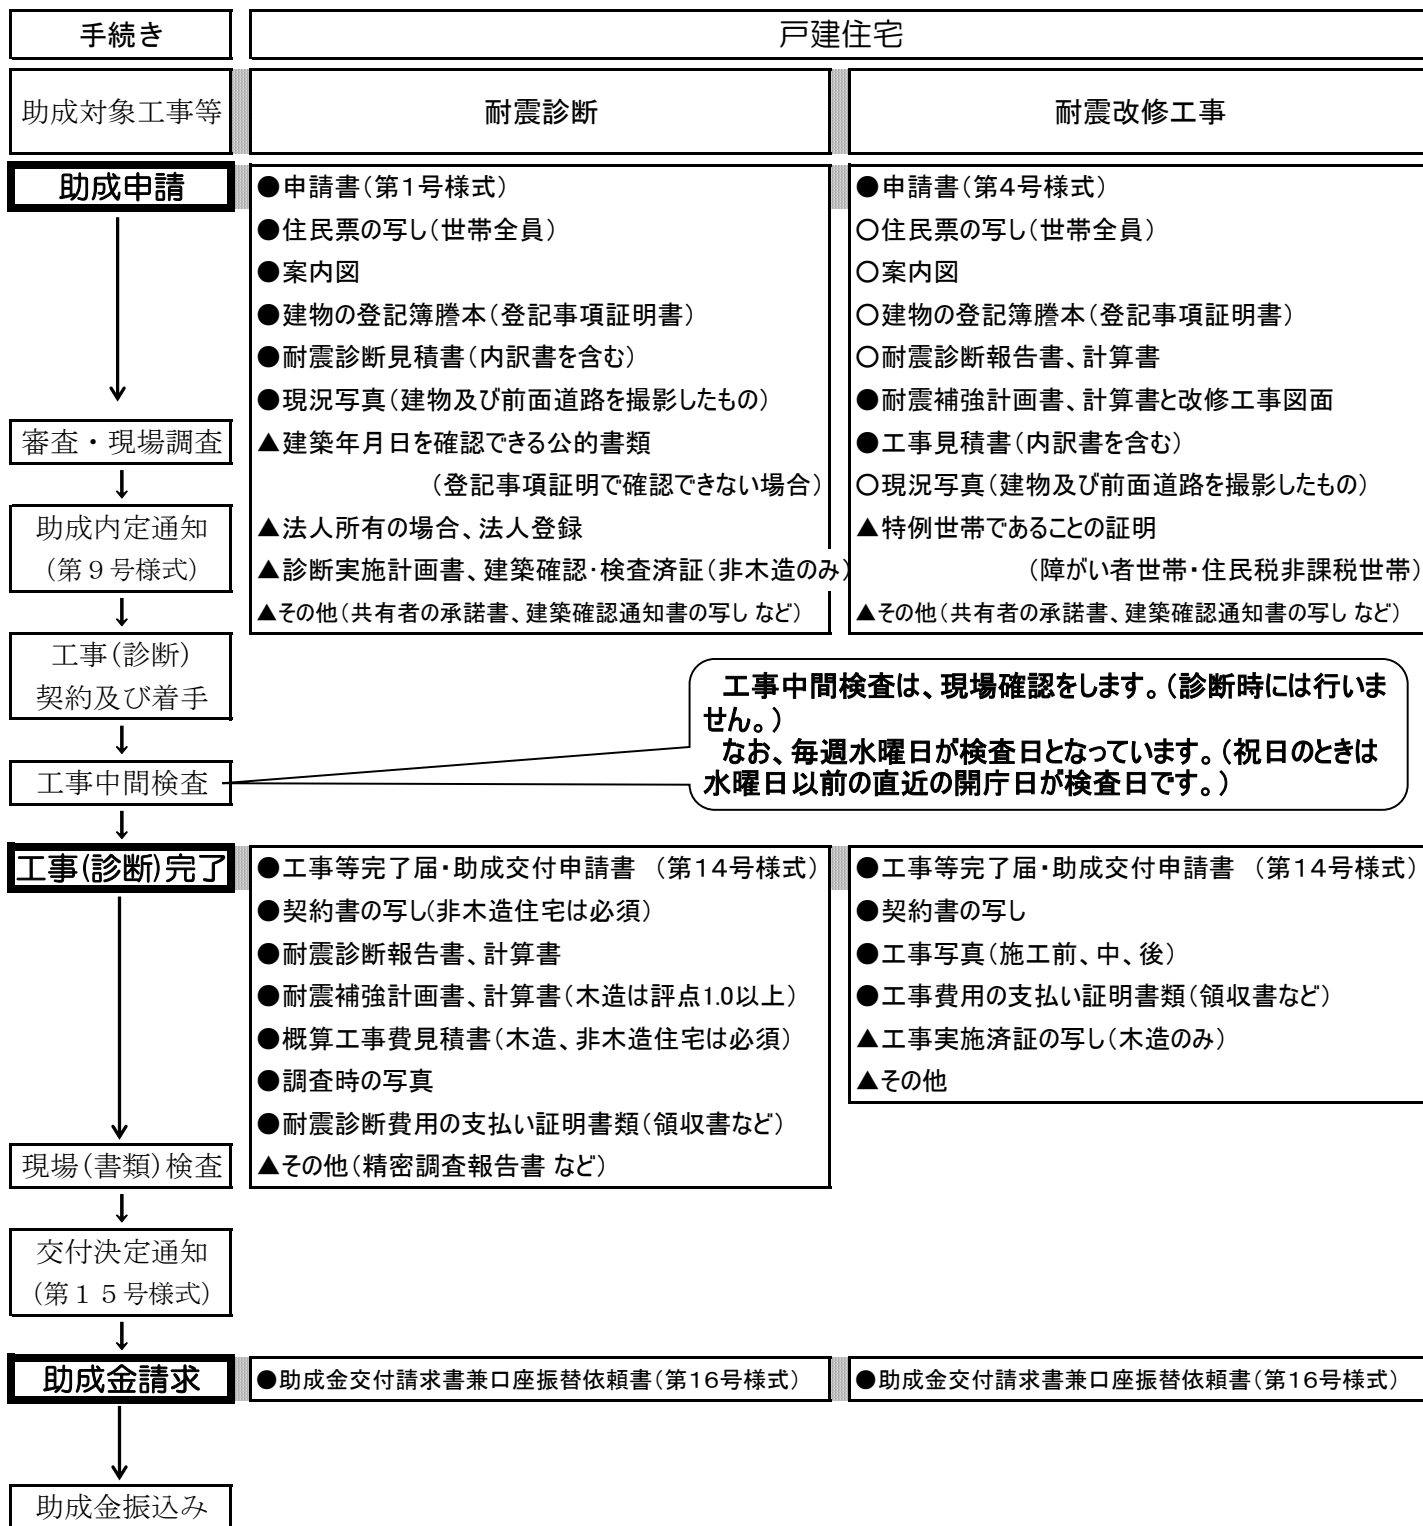 手続き
戸建住宅
助成対象工事等
耐震診断
耐震改修工事
助成申請
●申請書（第１号様式）
●住民票の写し（世帯全員）
●案内図
●建物の登記簿謄本（登記事項証明書）
●耐震診断見積書（内訳書を含む）
●現況写真（建物及び前面道路を撮影したもの）
▲建築年月日を確認できる公的書類
（登記事項証明で確認できない場合）
▲法人所有の場合、法人登録
▲診断実施計画書、建築確認・検査済証（非木造のみ）
▲その他（共有者の承諾書、建築確認通知書の写し など）
●申請書（第４号様式）
○住民票の写し（世帯全員）
○案内図
○建物の登記簿謄本（登記事項証明書）
○耐震診断報告書、計算書
●耐震補強計画書、計算書と改修工事図面
●工事見積書（内訳書を含む）
○現況写真（建物及び前面道路を撮影したもの）
▲特例世帯であることの証明
（障がい者世帯・住民税非課税世帯）
▲その他（共有者の承諾書、建築確認通知書の写し など）
審査・現場調査
助成内定通知
（第９号様式）
工事（診断）
契約及び着手
工事中間検査
工事中間検査は、現場確認をします。（診断時には行いま
せん。）
なお、毎週水曜日が検査日となっています。（祝日のときは
水曜日以前の直近の開庁日が検査日です。）
工事（診断）完了
●工事等完了届・助成交付申請書 （第１４号様式）
●契約書の写し（非木造住宅は必須）
●耐震診断報告書、計算書
●耐震補強計画書、計算書（木造は評点1.0以上）
●概算工事費見積書（木造、非木造住宅は必須）
●調査時の写真
●耐震診断費用の支払い証明書類（領収書など）
▲その他（精密調査報告書 など）
●工事等完了届・助成交付申請書 （第１４号様式）
●契約書の写し
●工事写真（施工前、中、後）
●工事費用の支払い証明書類（領収書など）
▲工事実施済証の写し（木造のみ）
▲その他
現場（書類）検査
交付決定通知
（第１５号様式）
助成金請求
●助成金交付請求書兼口座振替依頼書（第１６号様式）
●助成金交付請求書兼口座振替依頼書（第１６号様式）
助成金振込み